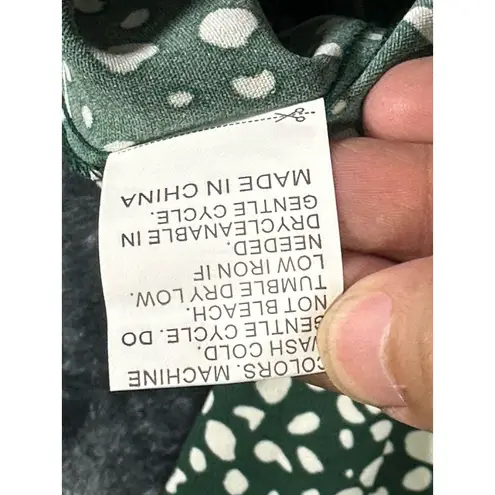 COLORS. MACHINE
WASH COLD.
GENTLE CYCLE. DO
NOT BLEACH.
TUMBLE DRY LOW.
LOW IRON IF
NEEDED.
DRYCLEANABLE IN
GENTLE CYCLE.
MADE IN CHINA